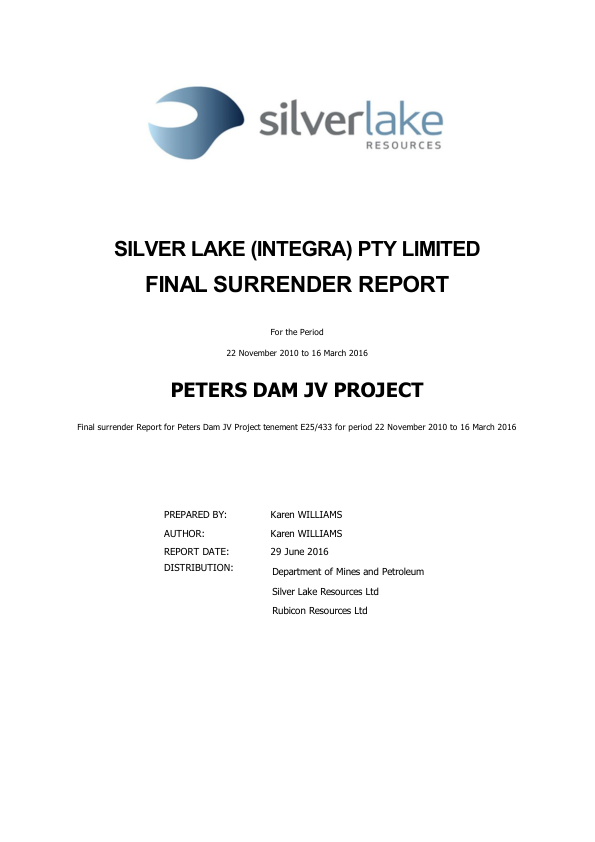 silverlake
RESOURCES
SILVER LAKE (INTEGRA) PTY LIMITED
FINAL SURRENDER REPORT
For the Period
22 November 2010 to 16 March 2016
PETERS DAM JV PROJECT
Final surrender Report for Peters Dam JV Project tenement E25/433 for period 22 November 2010 to 16 March 2016
PREPARED BY: Karen WILLIAMS
AUTHOR: Karen WILLIAMS
REPORT DATE: 29 June 2016
DISTRIBUTION: Department of Mines and Petroleum
Silver Lake Resources Ltd
Rubicon Resources Ltd